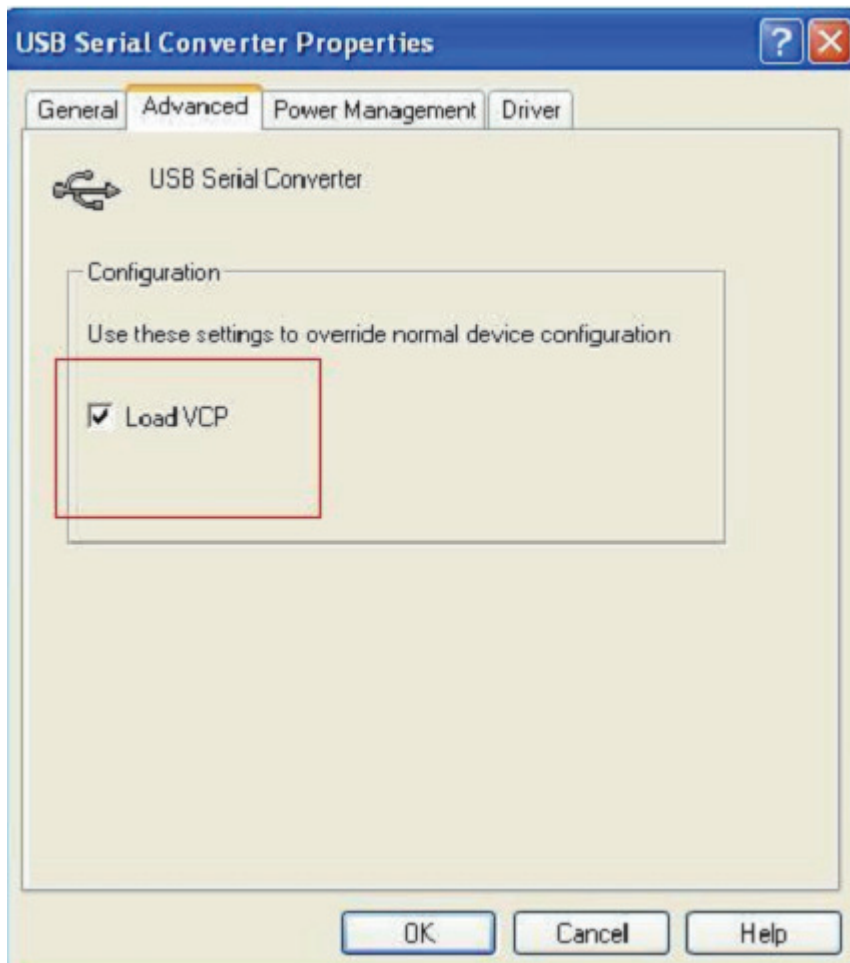 USB Serial Converter Properties
General Advanced Power Management Driver
USB Serial Converter
Configuration
Use these settings to override normal device configuration
Load VCP
OK Cancel Help